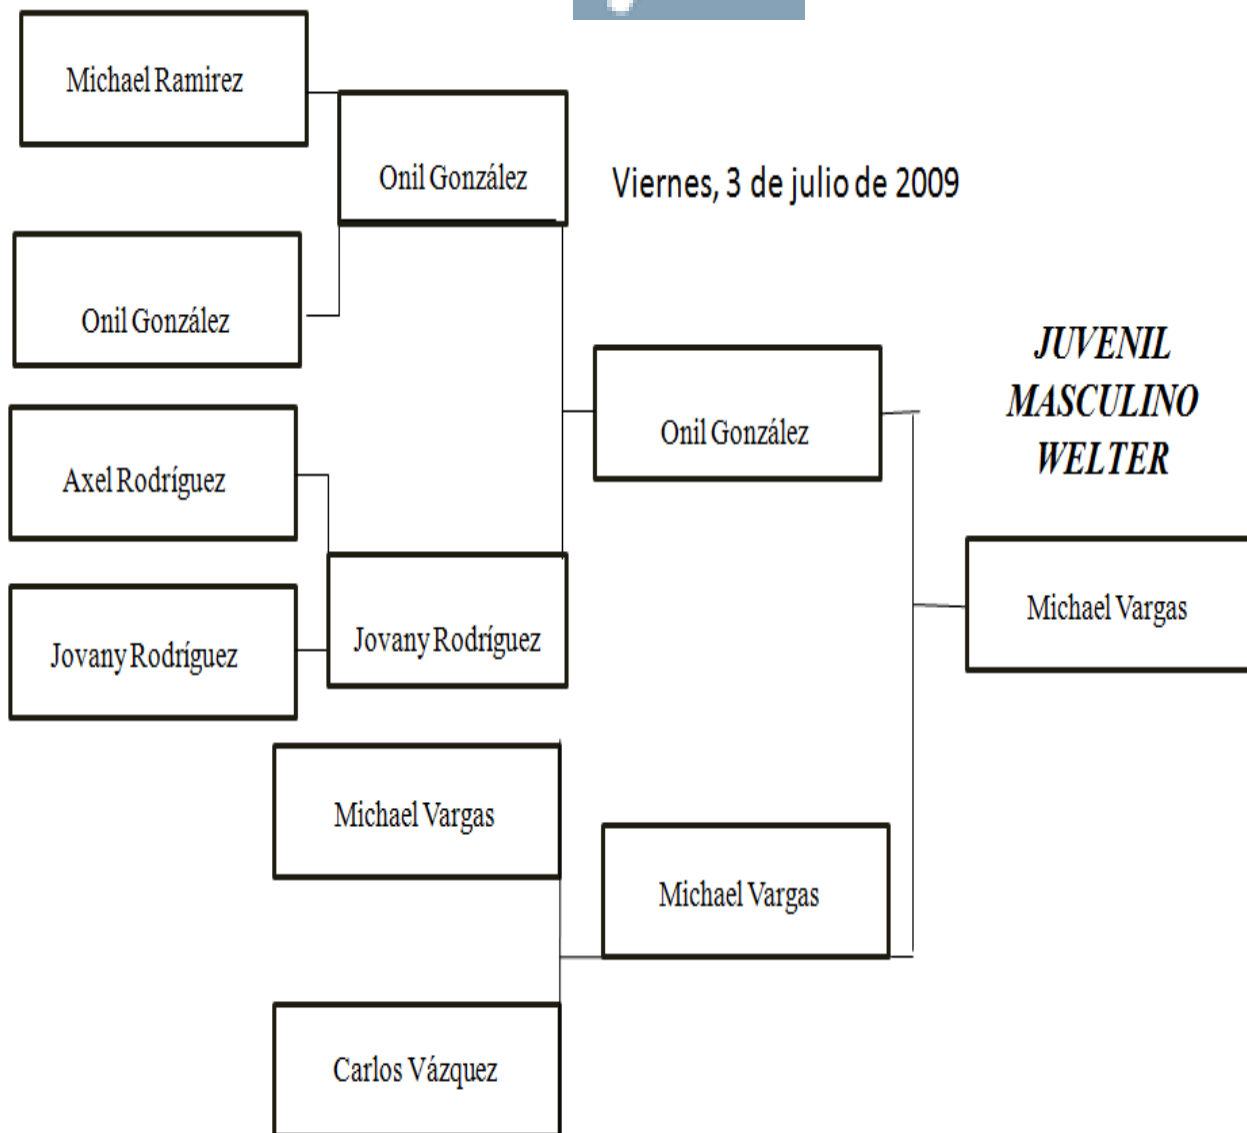 Michael Ramirez
Onil González
Viernes, 3 de julio de 2009
Onil González
JUVENIL
MASCULINO
WELTER
Onil González
Axel Rodríguez
Michael Vargas
Jovany Rodríguez
Jovany Rodríguez
Michael Vargas
Michael Vargas
Carlos Vázquez